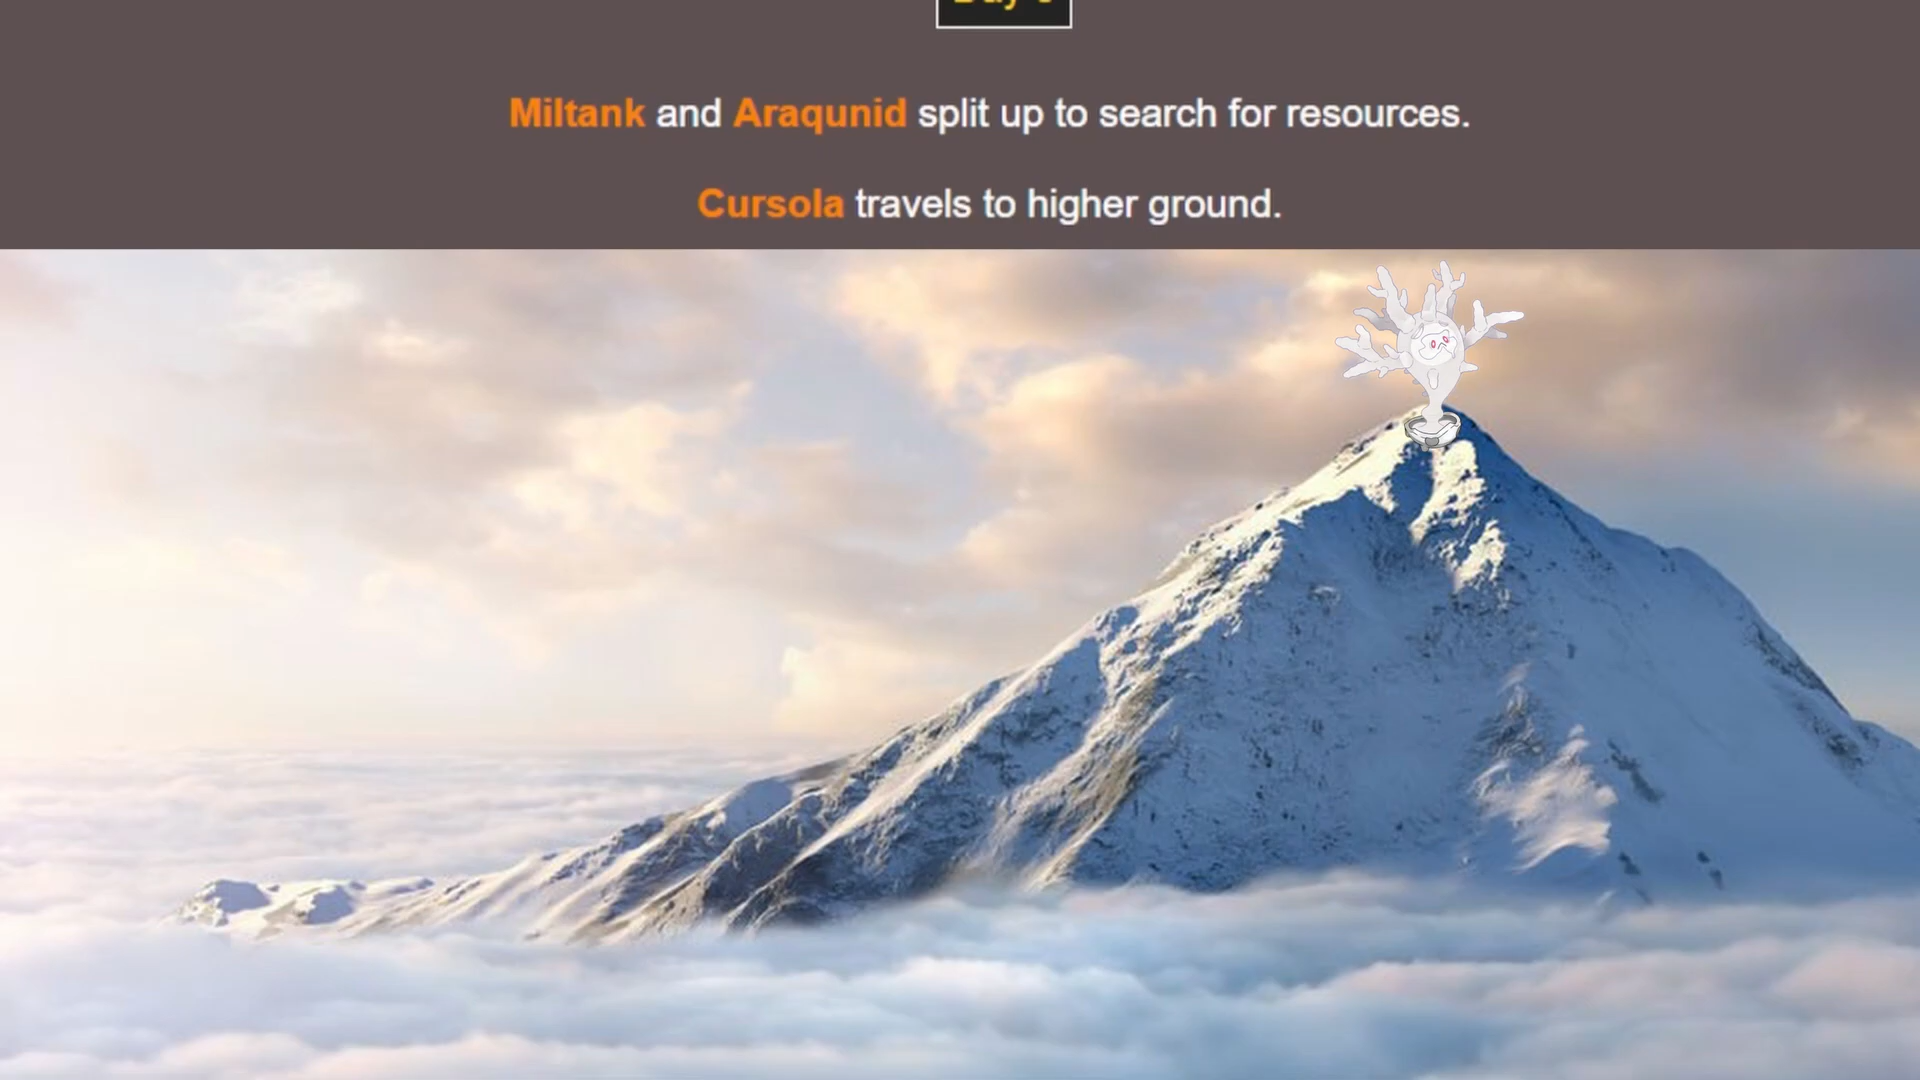 Miltank and Araqunid split up to search for resources.
Cursola travels to higher ground.